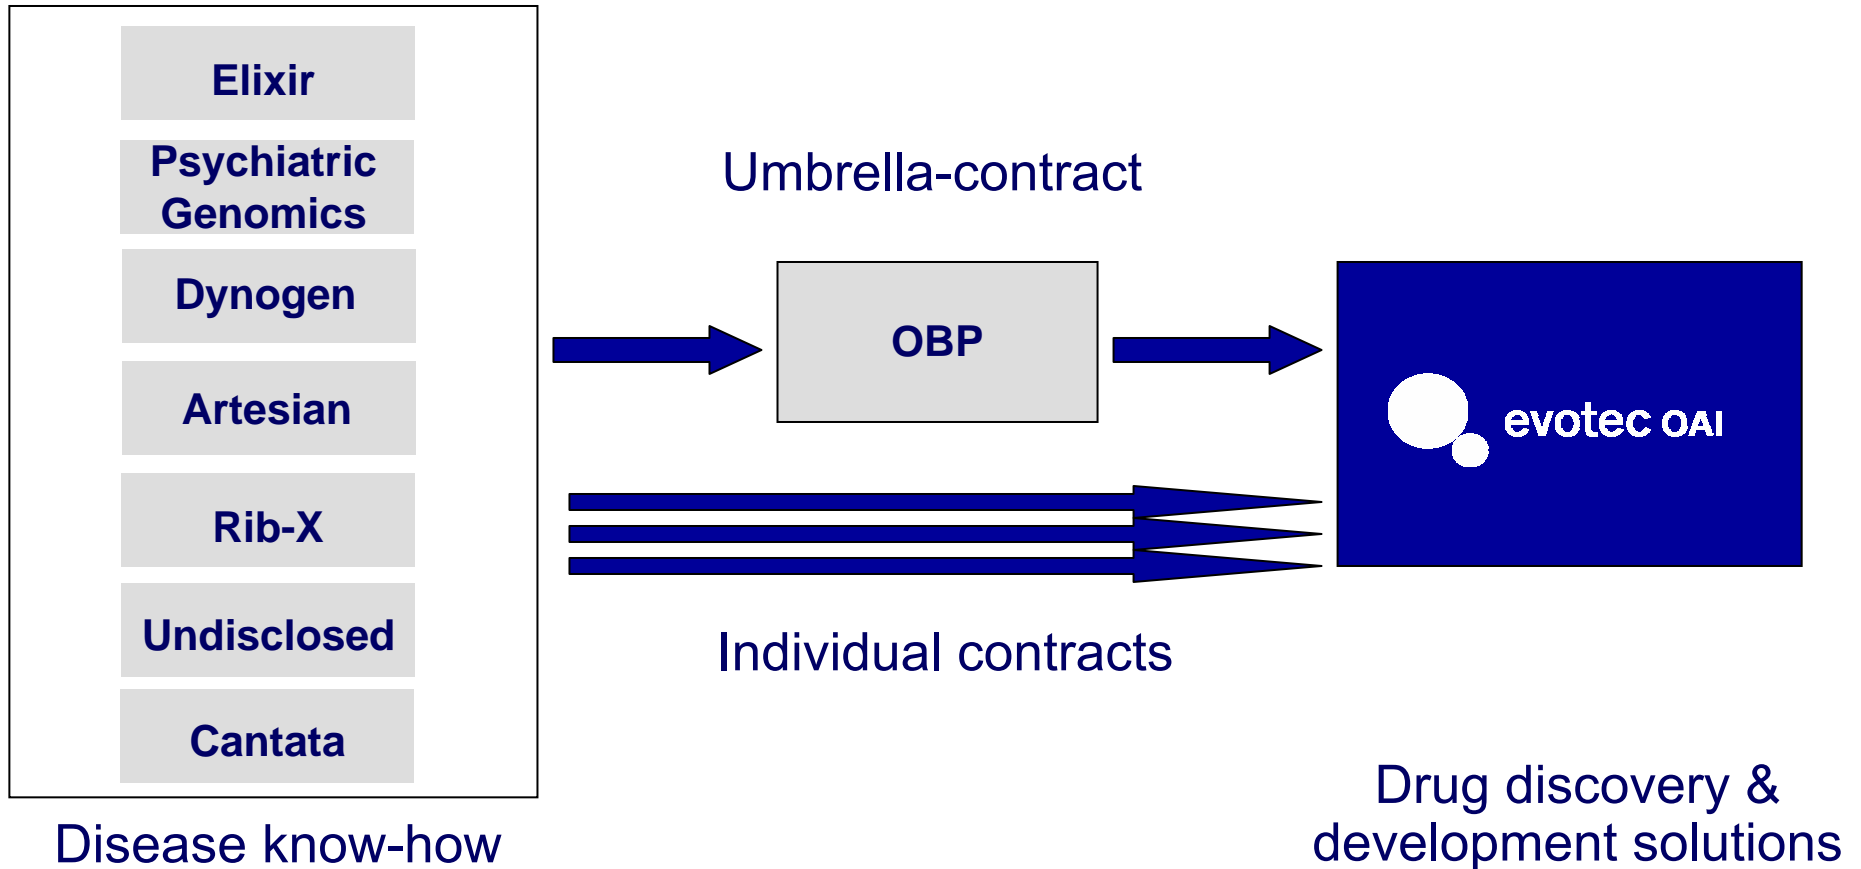 Elixir
Psychiatric
Genomics
Dynogen
Artesian
Rib-X
Undisclosed
Cantata
Disease know-how
Umbrella-contract
OBP
Individual contracts
evotec OAI
Drug discovery &
development solutions